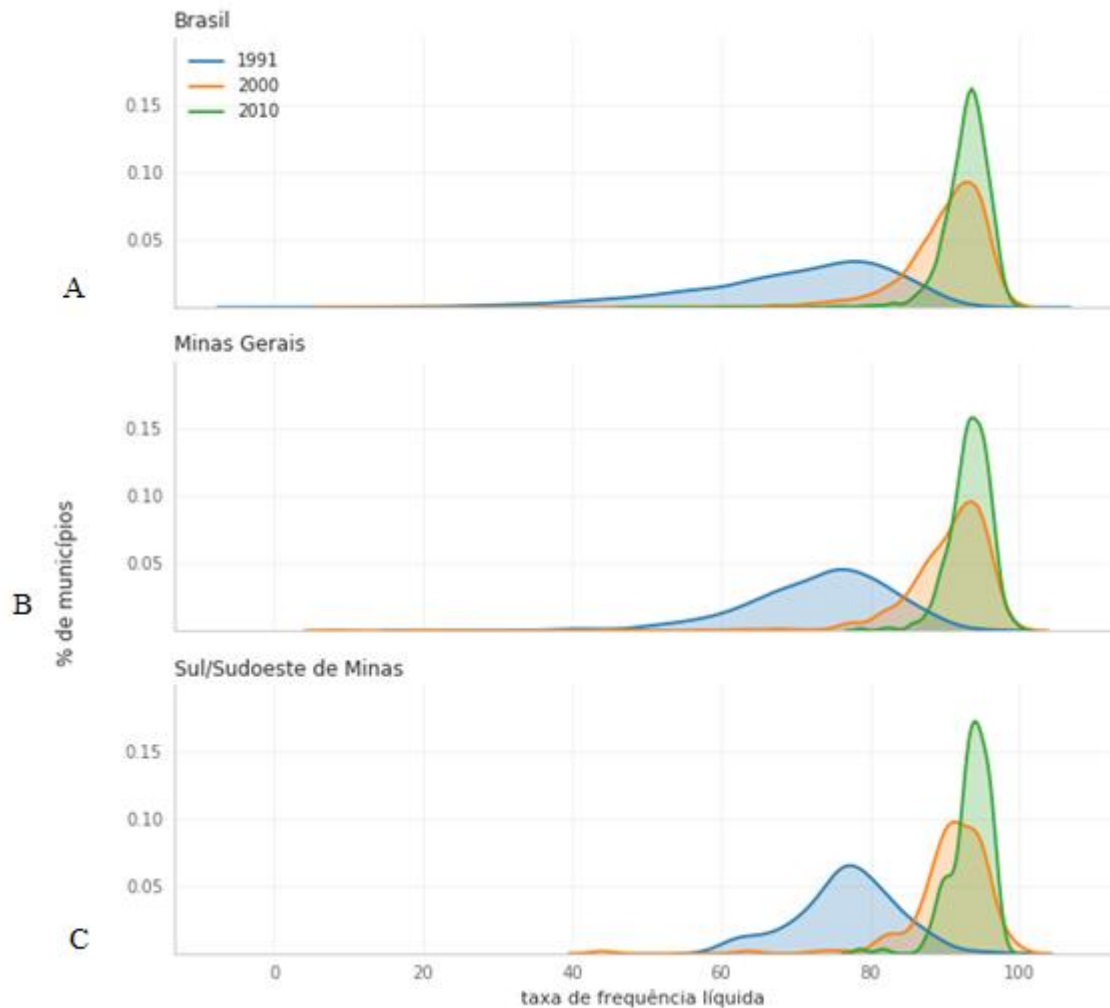 Brasil
1991
2000
2010
0.15
0.10
0.05
A
Minas Gerais
0.15
0.10
0.05
B
% de municípios
Sul/Sudoeste de Minas
0.15
0.10
0.05
C
0 20 40 60 80 100
taxa de frequência líquida